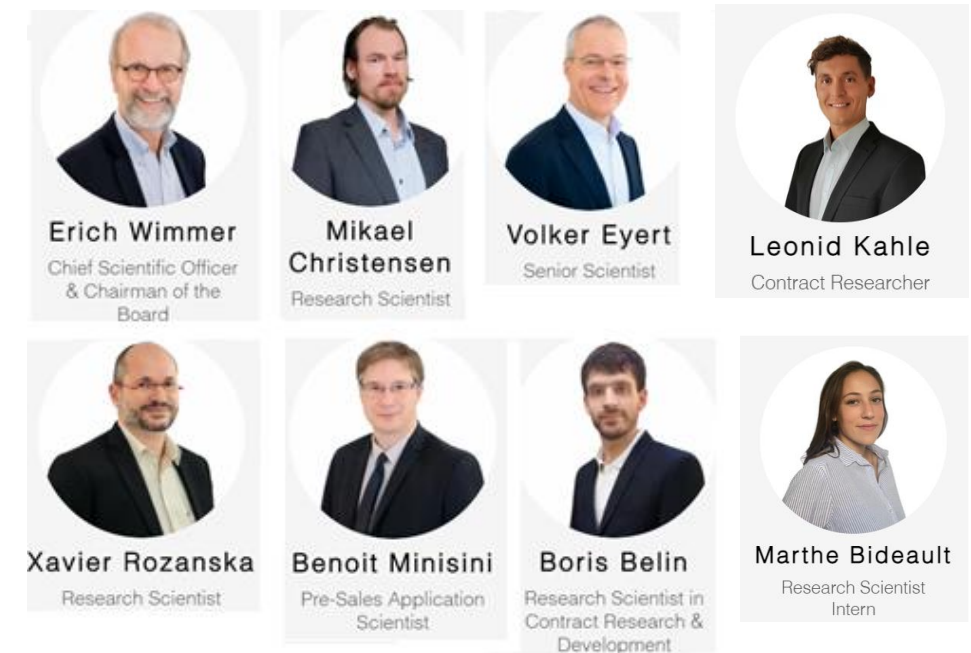 Erich Wimmer
Chief Scientific Officer
& Chairman of the
Board
Mikael
Christensen
Research Scientist
Volker Eyert
Senior Scientist
Leonid Kahle
Contract Researcher
Xavier Rozanska
Research Scientist
Benoit Minisini
Pre-Sales Application
Scientist
Boris Belin
Research Scientist in
Contract Research &
Development
Marthe Bideault
Research Scientist
Intern